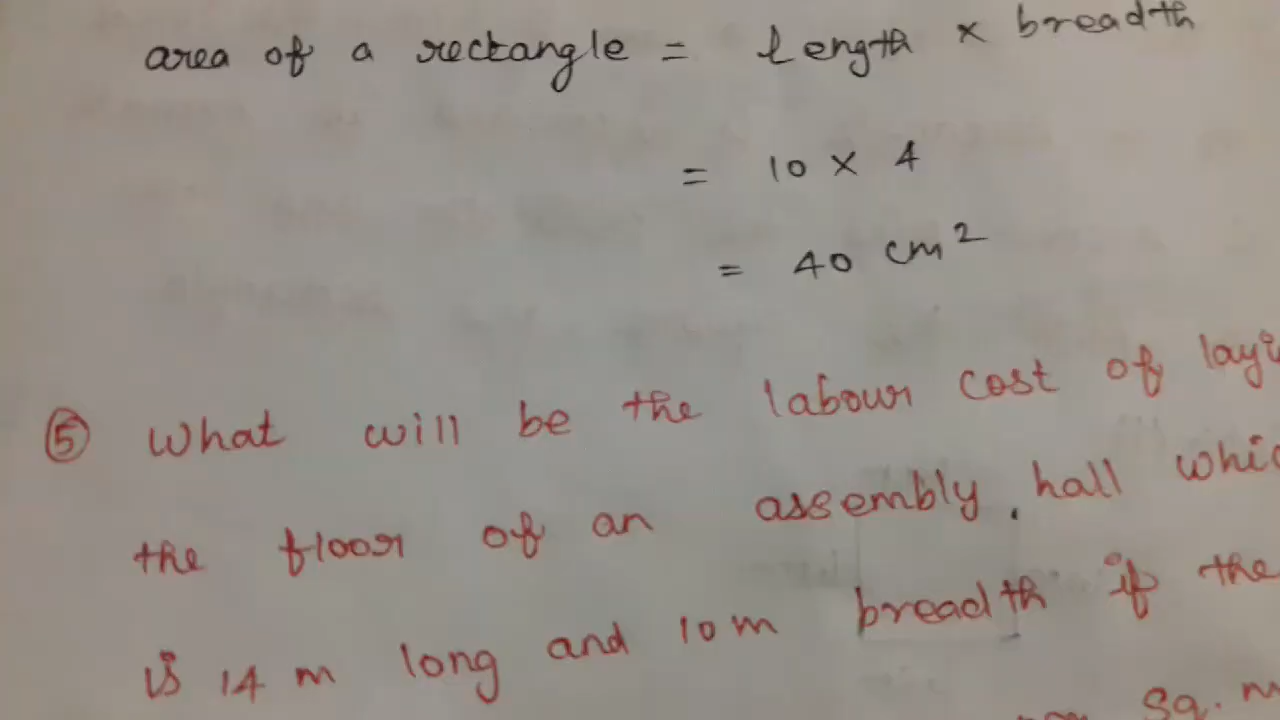 area of a rectangle = length × breadth
= 10 × 4
= 40 cm²
⑤ What will be the labour cost of layi
the floor of an assembly hall whic
is 14 m long and 10 m breadth if the
sq. m